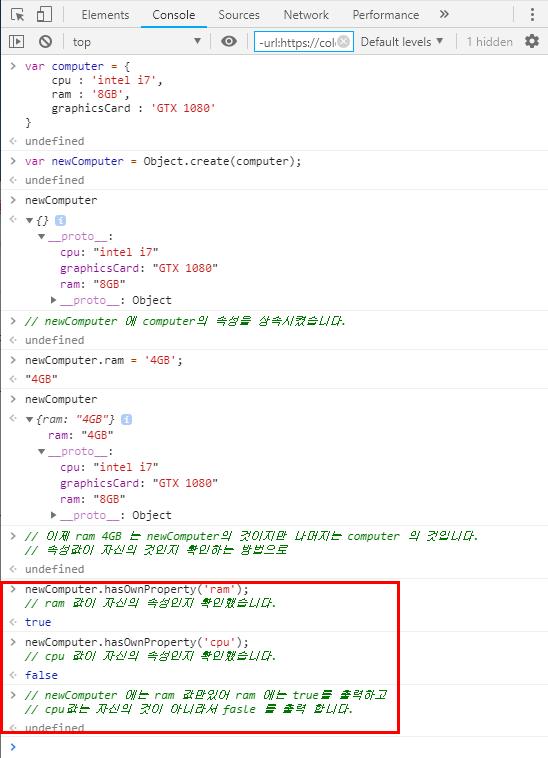 Elements Console Sources Network Performance »
top -url:https://col Default levels 1 hidden
> var computer = {
cpu : 'intel i7',
ram : '8GB',
graphicsCard : 'GTX 1080'
}
undefined
> var newComputer = Object.create(computer);
undefined
> newComputer
{} i
__proto__:
cpu: "intel i7"
graphicsCard: "GTX 1080"
ram: "8GB"
__proto__: Object
> // newComputer 에 computer의 속성을 상속시켰습니다.
undefined
> newComputer.ram = '4GB';
"4GB"
> newComputer
{ram: "4GB"} i
ram: "4GB"
__proto__:
cpu: "intel i7"
graphicsCard: "GTX 1080"
ram: "8GB"
__proto__: Object
> // 이제 ram 4GB 는 newComputer의 것이지만 나머지는 computer 의 것입니다.
// 속성값이 자신의 것인지 확인하는 방법으로
undefined
> newComputer.hasOwnProperty('ram');
// ram 값이 자신의 속성인지 확인했습니다.
true
> newComputer.hasOwnProperty('cpu');
// cpu 값이 자신의 속성인지 확인했습니다.
false
> // newComputer 에는 ram 값만있어 ram 에는 true를 출력하고
// cpu값는 자신의 것이 아니라서 fasle 를 출력 합니다.
undefined
>